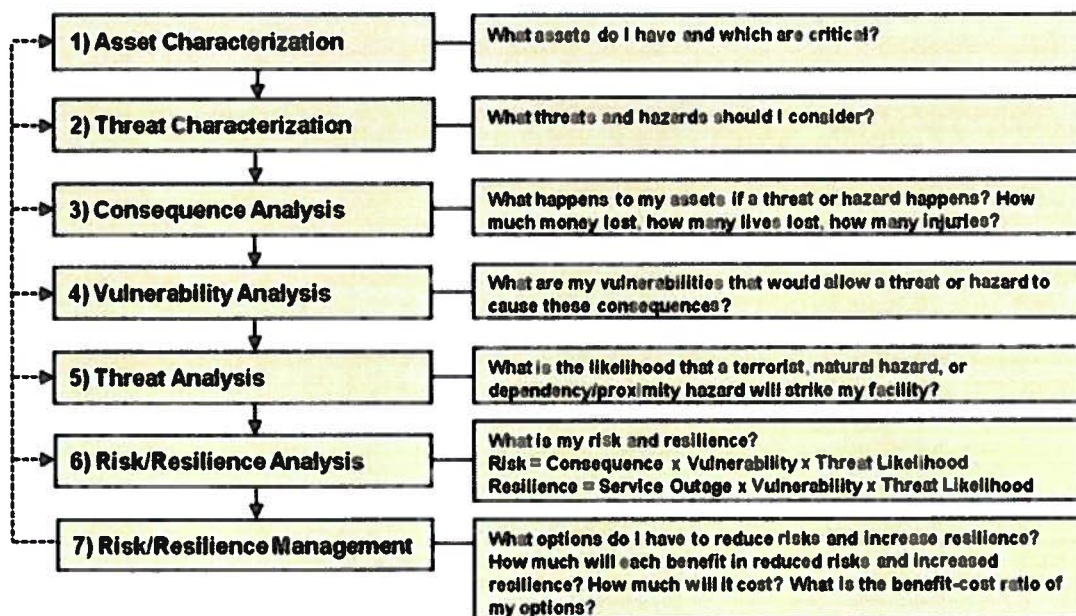 1) Asset Characterization
What assets do I have and which are critical?
2) Threat Characterization
What threats and hazards should I consider?
3) Consequence Analysis
What happens to my assets if a threat or hazard happens? How
much money lost, how many lives lost, how many injuries?
4) Vulnerability Analysis
What are my vulnerabilities that would allow a threat or hazard to
cause these consequences?
5) Threat Analysis
What is the likelihood that a terrorist, natural hazard, or
dependency/proximity hazard will strike my facility?
6) Risk/Resilience Analysis
What is my risk and resilience?
Risk = Consequence x Vulnerability x Threat Likelihood
Resilience = Service Outage x Vulnerability x Threat Likelihood
7) Risk/Resilience Management
What options do I have to reduce risks and increase resilience?
How much will each benefit in reduced risks and increased
resilience? How much will it cost? What is the benefit-cost ratio of
my options?